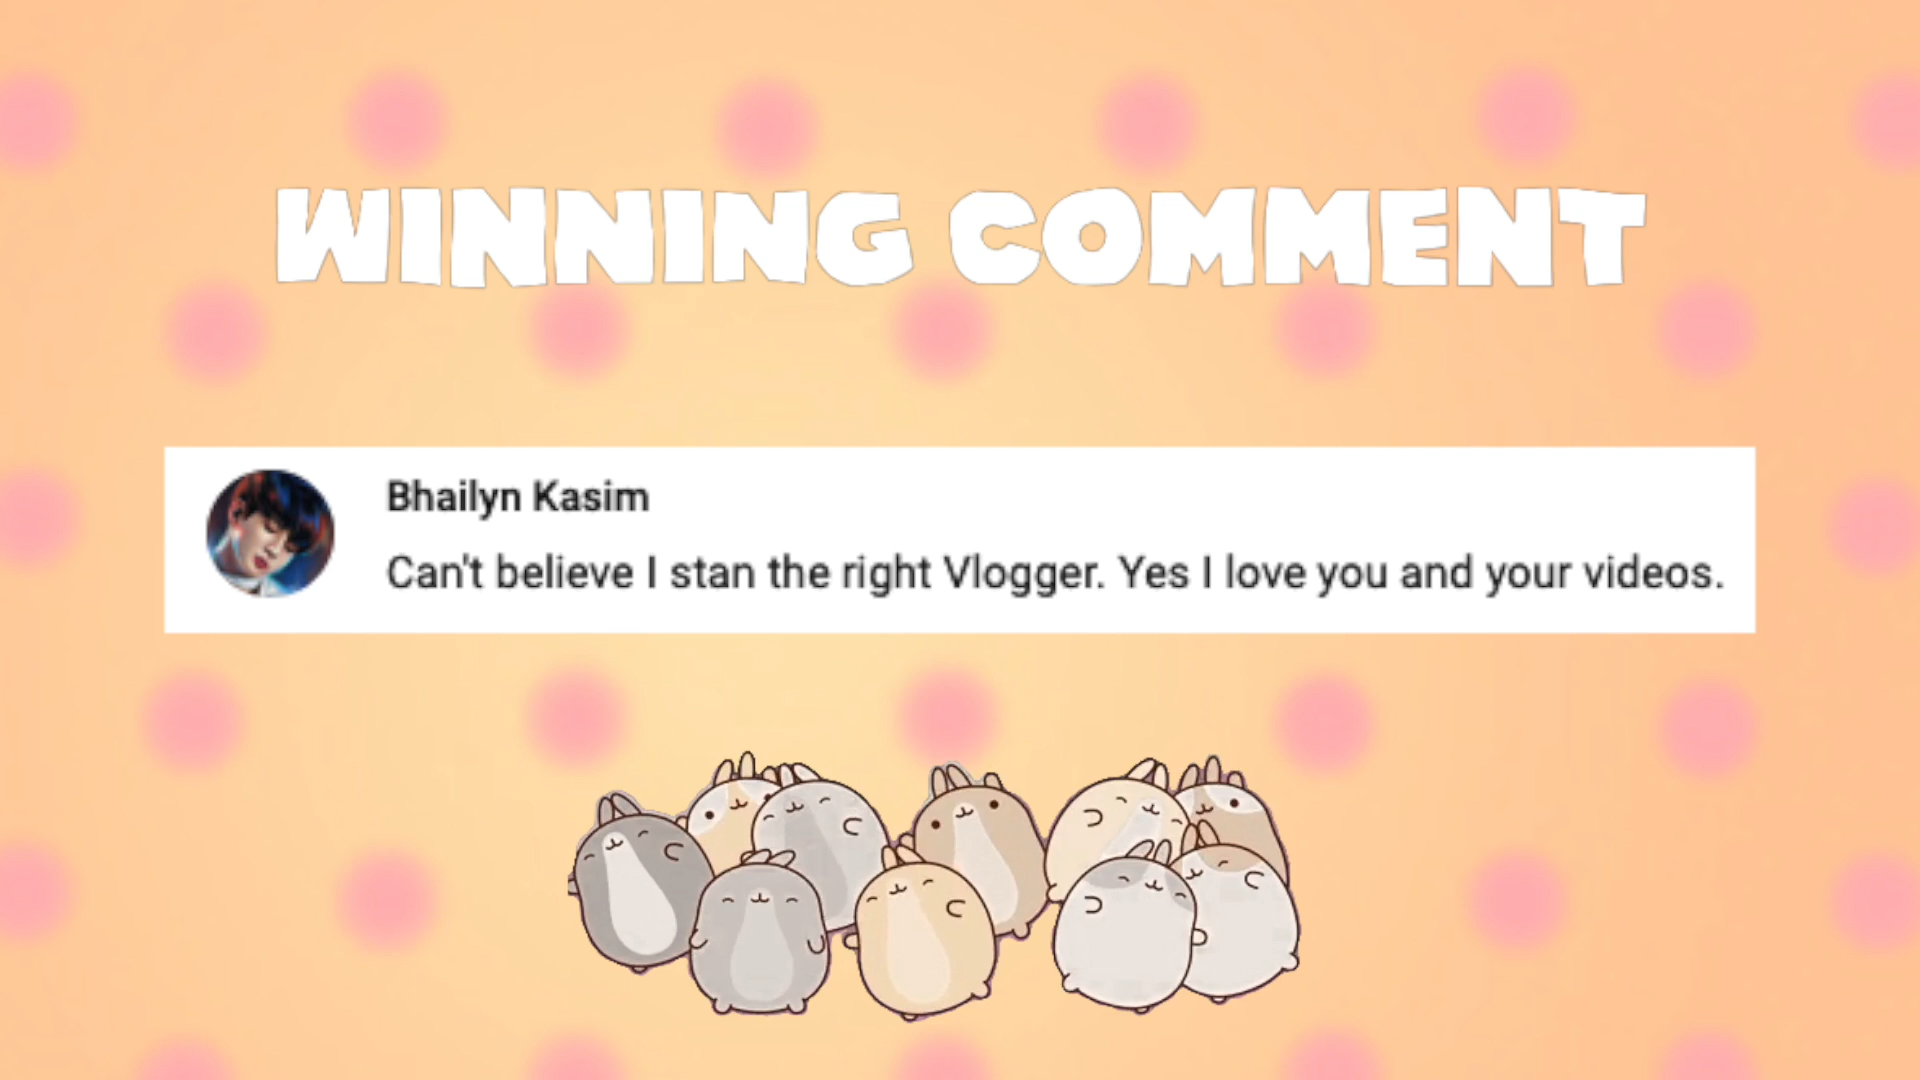 WINNING COMMENT
Bhailyn Kasim
Can't believe I stan the right Vlogger. Yes I love you and your videos.